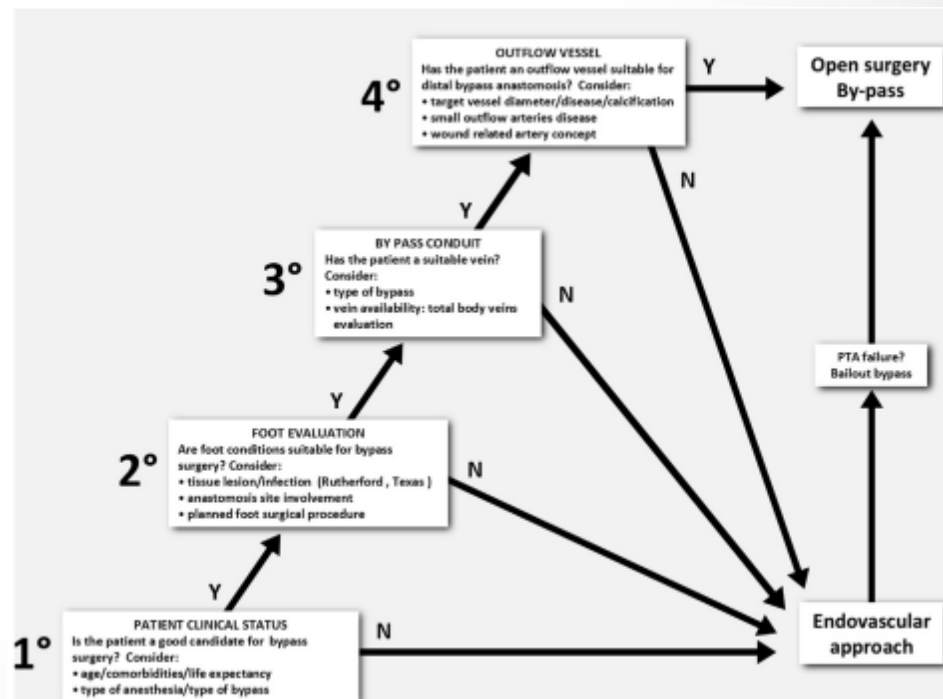 OUTFLOW VESSEL
Has the patient an outflow vessel suitable for
distal bypass anastomosis? Consider:
• target vessel diameter/disease/calcification
• small outflow arteries disease
• wound related artery concept
4°
Y
Open surgery
By-pass
N
Y
BY PASS CONDUIT
Has the patient a suitable vein?
Consider:
• type of bypass
• vein availability: total body veins
evaluation
3°
N
PTA failure?
Bailout bypass
Y
FOOT EVALUATION
Are foot conditions suitable for bypass
surgery? Consider:
• tissue lesion/infection (Rutherford , Texas )
• anastomosis site involvement
• planned foot surgical procedure
2°
N
Y
PATIENT CLINICAL STATUS
Is the patient a good candidate for bypass
surgery? Consider:
• age/comorbidities/life expectancy
• type of anesthesia/type of bypass
1°
N
Endovascular
approach